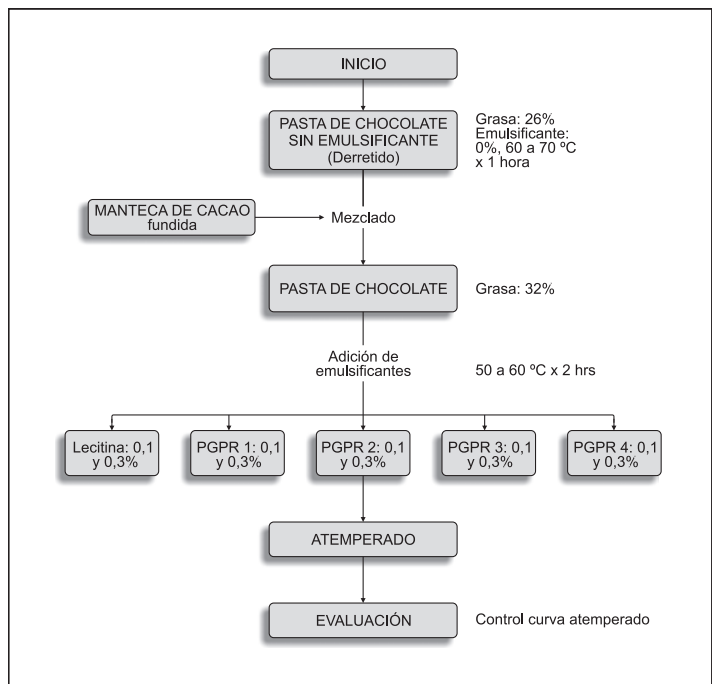 INICIO
PASTA DE CHOCOLATE
SIN EMULSIFICANTE
(Derretido)
Grasa: 26%
Emulsificante:
0%, 60 a 70 ºC
x 1 hora
MANTECA DE CACAO
fundida
Mezclado
PASTA DE CHOCOLATE
Grasa: 32%
Adición de
emulsificantes
50 a 60 ºC x 2 hrs
Lecitina: 0,1
y 0,3%
PGPR 1: 0,1
y 0,3%
PGPR 2: 0,1
y 0,3%
PGPR 3: 0,1
y 0,3%
PGPR 4: 0,1
y 0,3%
ATEMPERADO
EVALUACIÓN
Control curva atemperado